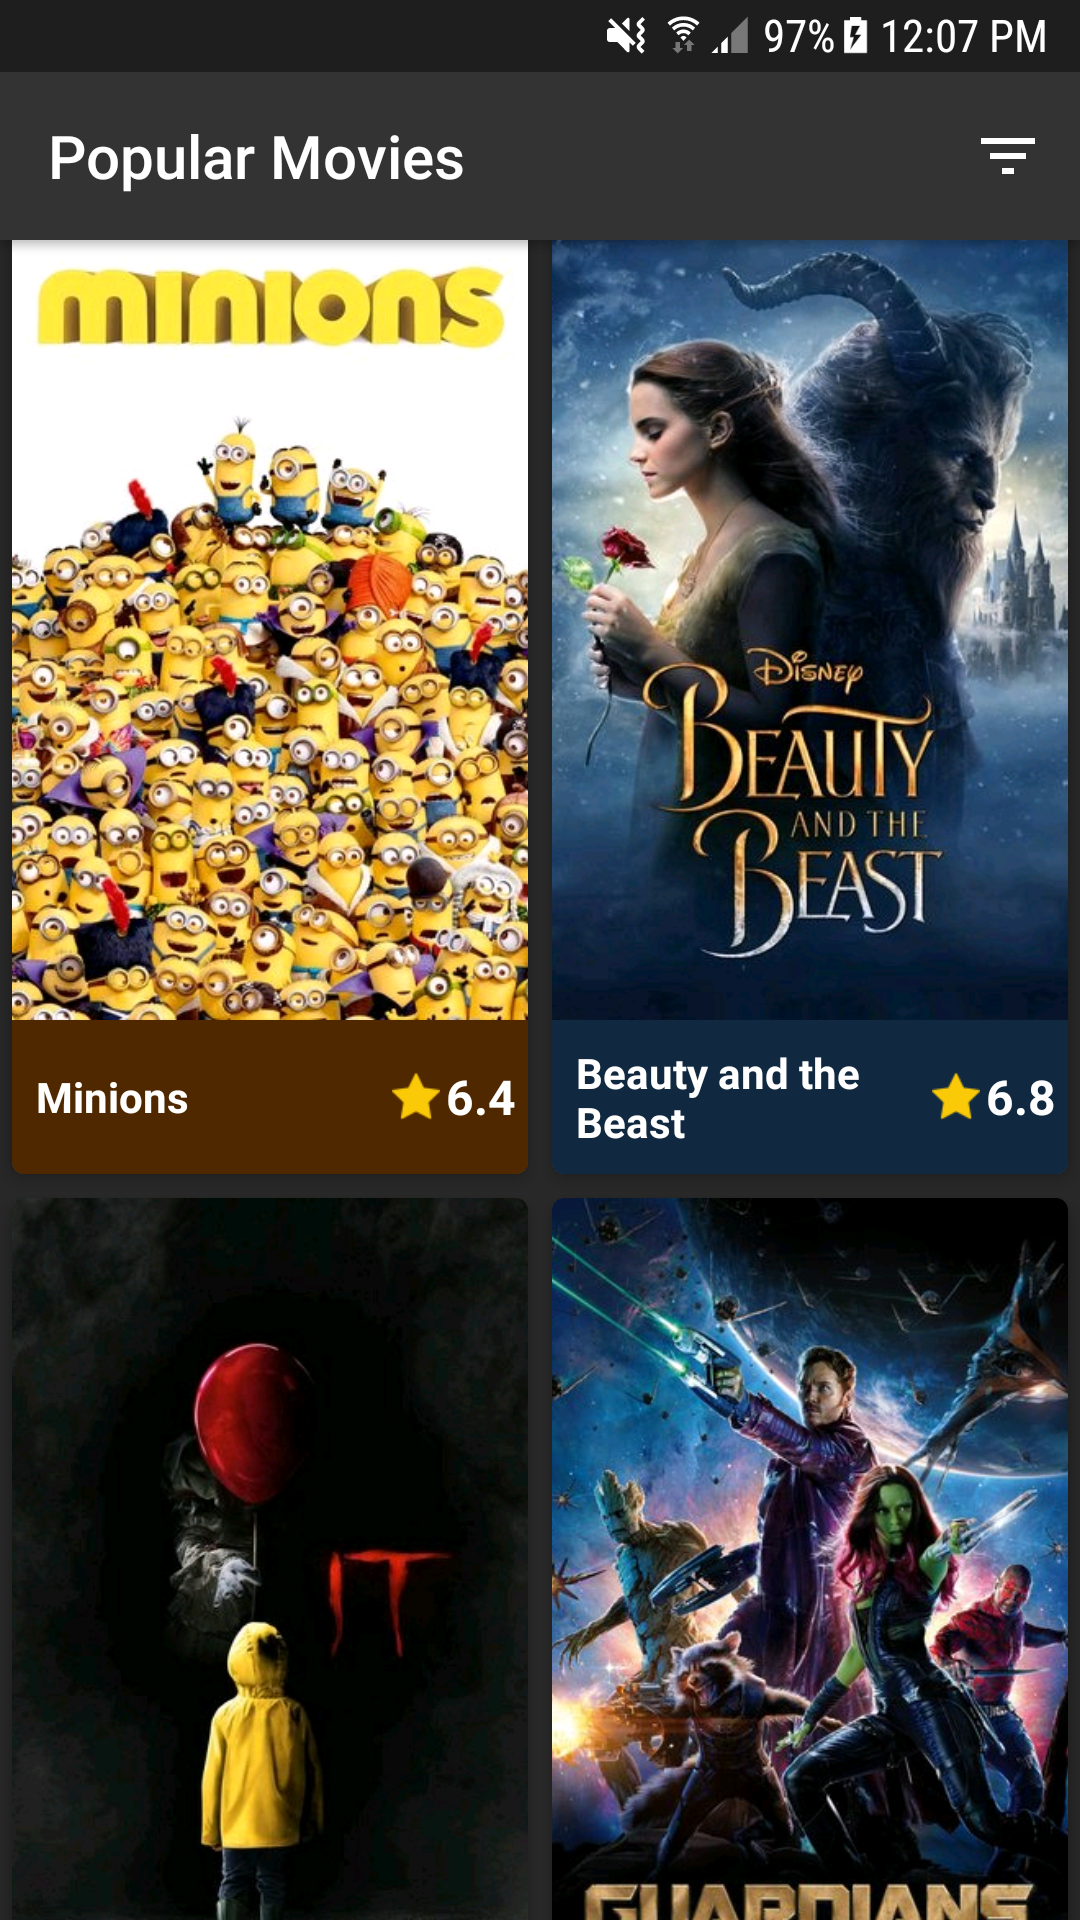 97% 12:07 PM
Popular Movies
minions
Disney
Beauty
AND THE
Beast
Minions
6.4
Beauty and the
Beast
6.8
IT
GUARDIANS